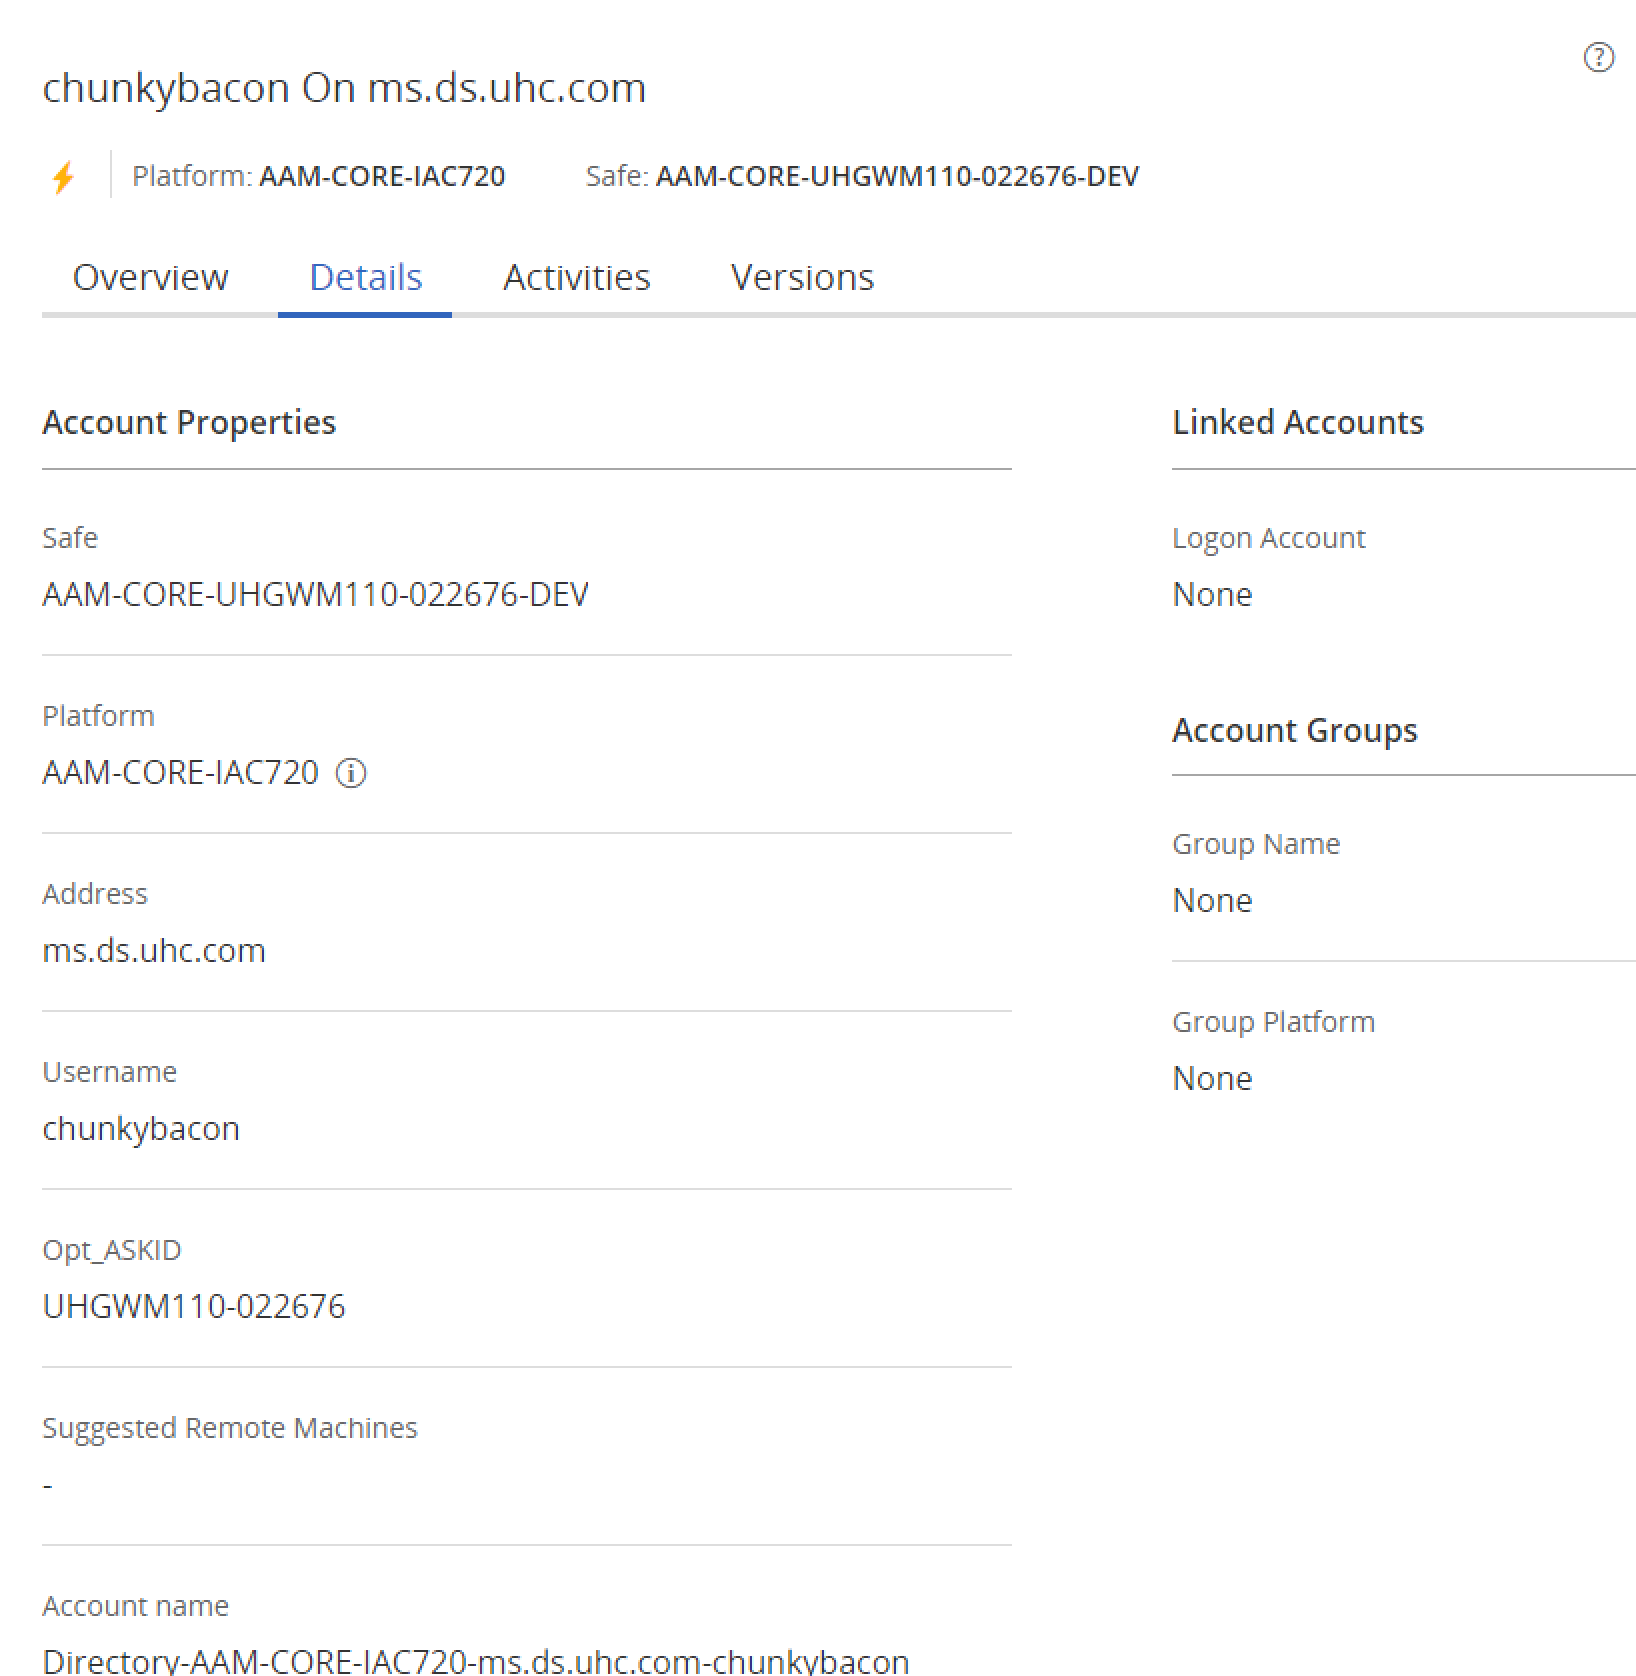 chunkybacon On ms.ds.uhc.com
Platform: AAM-CORE-IAC720 Safe: AAM-CORE-UHGWM110-022676-DEV
Overview Details Activities Versions
Account Properties
Safe
AAM-CORE-UHGWM110-022676-DEV
Platform
AAM-CORE-IAC720
Address
ms.ds.uhc.com
Username
chunkybacon
Opt_ASKID
UHGWM110-022676
Suggested Remote Machines
-
Account name
Directory-AAM-CORE-IAC720-ms.ds.uhc.com-chunkybacon
Linked Accounts
Logon Account
None
Account Groups
Group Name
None
Group Platform
None